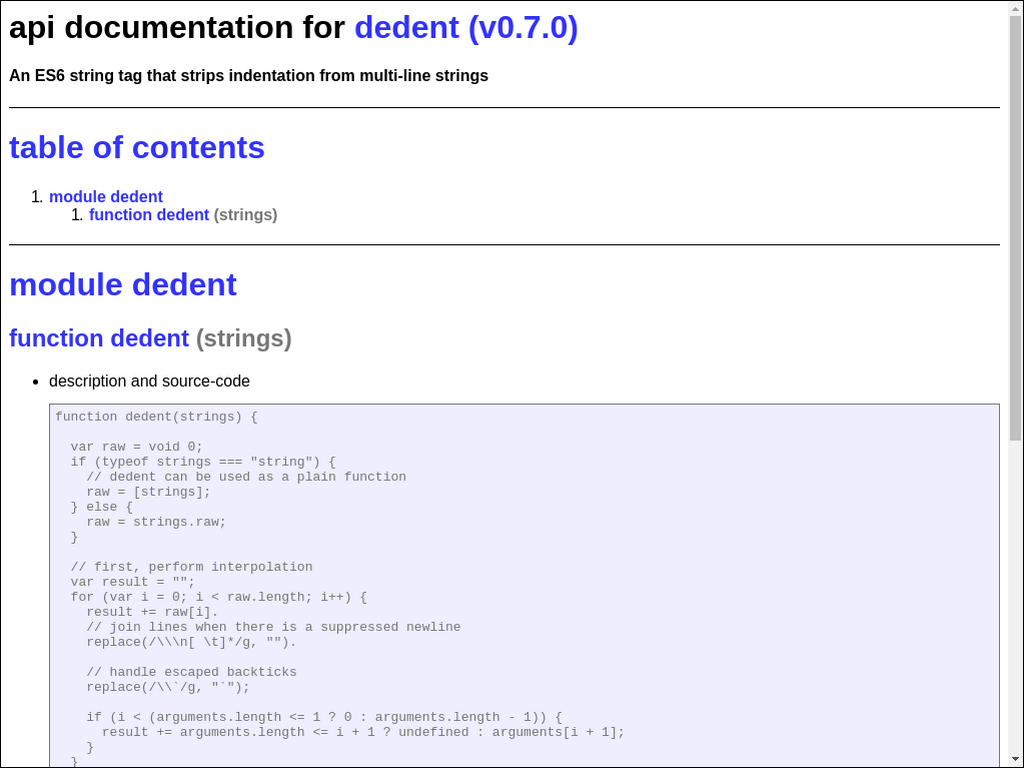 api documentation for dedent (v0.7.0)
An ES6 string tag that strips indentation from multi-line strings
table of contents
1. module dedent
1. function dedent (strings)
module dedent
function dedent (strings)
• description and source-code
function dedent(strings) {
  var raw = void 0;
  if (typeof strings === "string") {
    // dedent can be used as a plain function
    raw = [strings];
  } else {
    raw = strings.raw;
  }
  // first, perform interpolation
  var result = "";
  for (var i = 0; i < raw.length; i++) {
    result += raw[i].
    // join lines when there is a suppressed newline
    replace(/\\\n[ \t]*/g, "").
    // handle escaped backticks
    replace(/\\`/g, "`");
    if (i < (arguments.length <= 1 ? 0 : arguments.length - 1)) {
      result += arguments.length <= i + 1 ? undefined : arguments[i + 1];
    }
  }